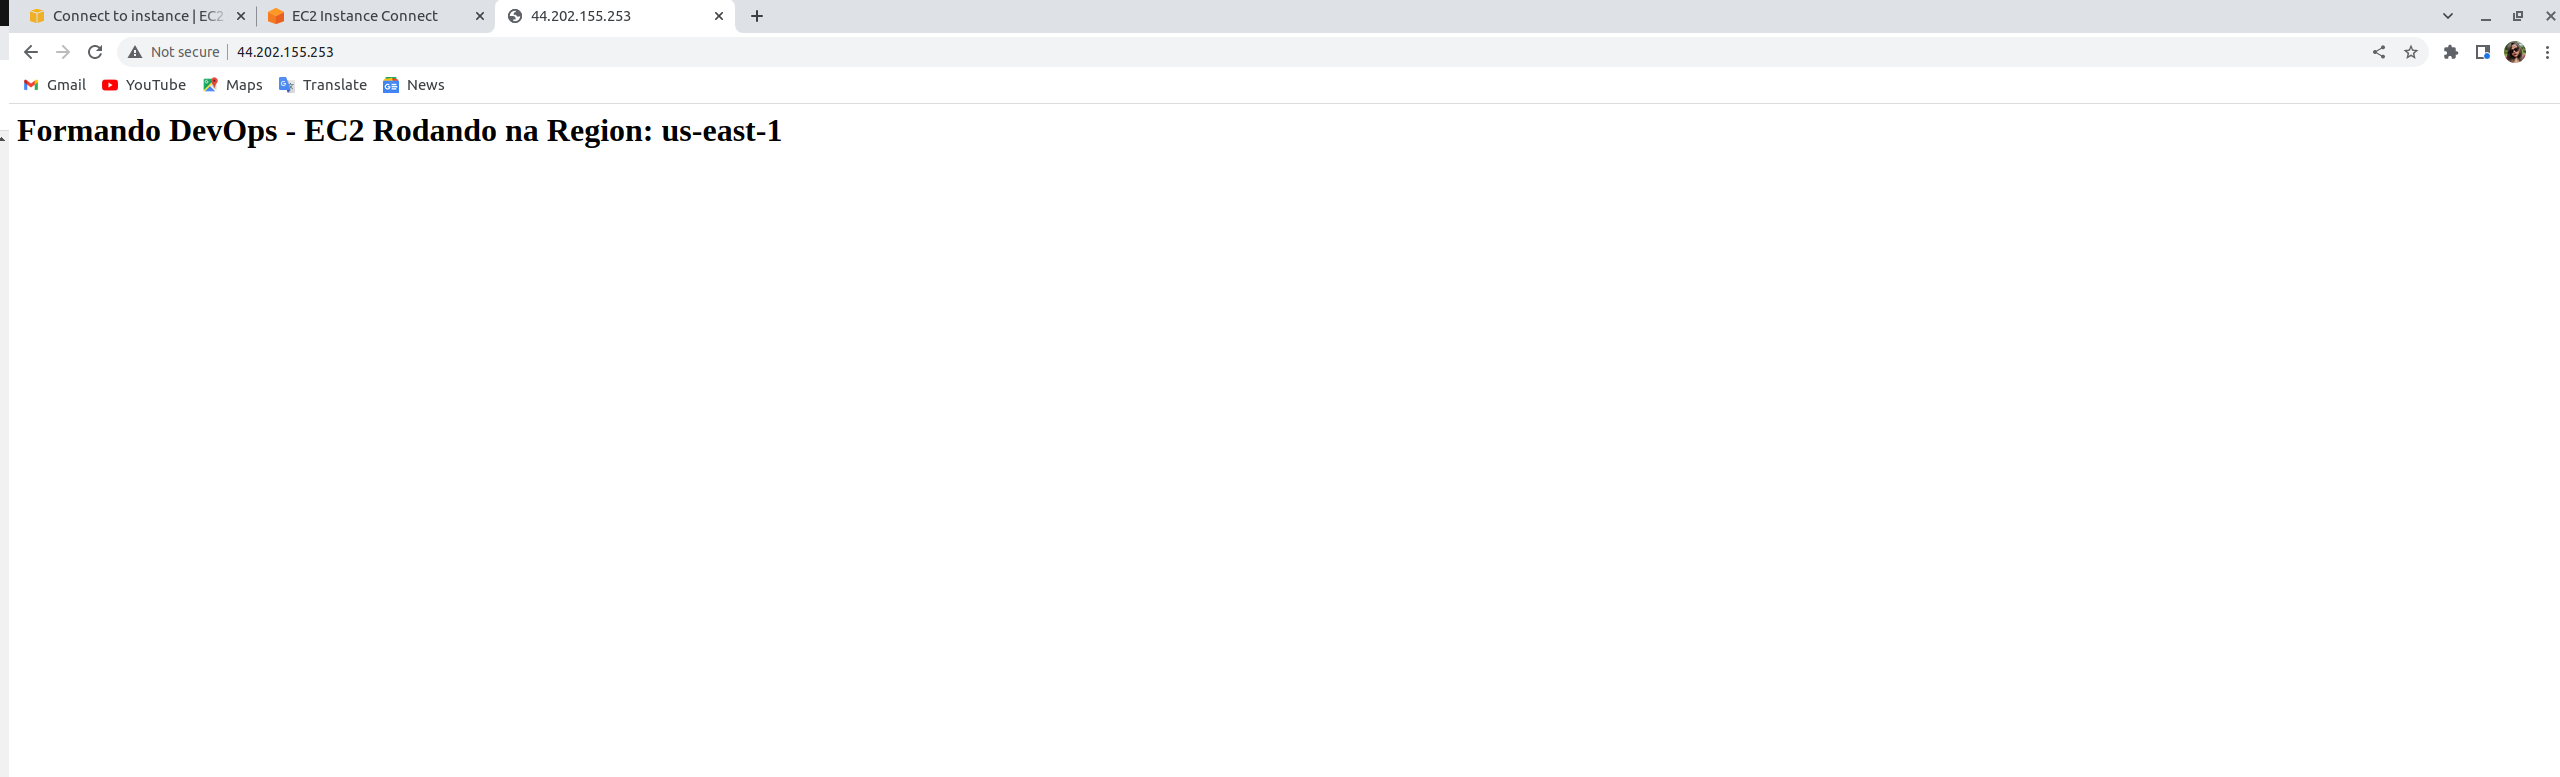 Connect to instance | EC2
EC2 Instance Connect
44.202.155.253
Not secure
44.202.155.253
Gmail
YouTube
Maps
Translate
News
Formando DevOps - EC2 Rodando na Region: us-east-1